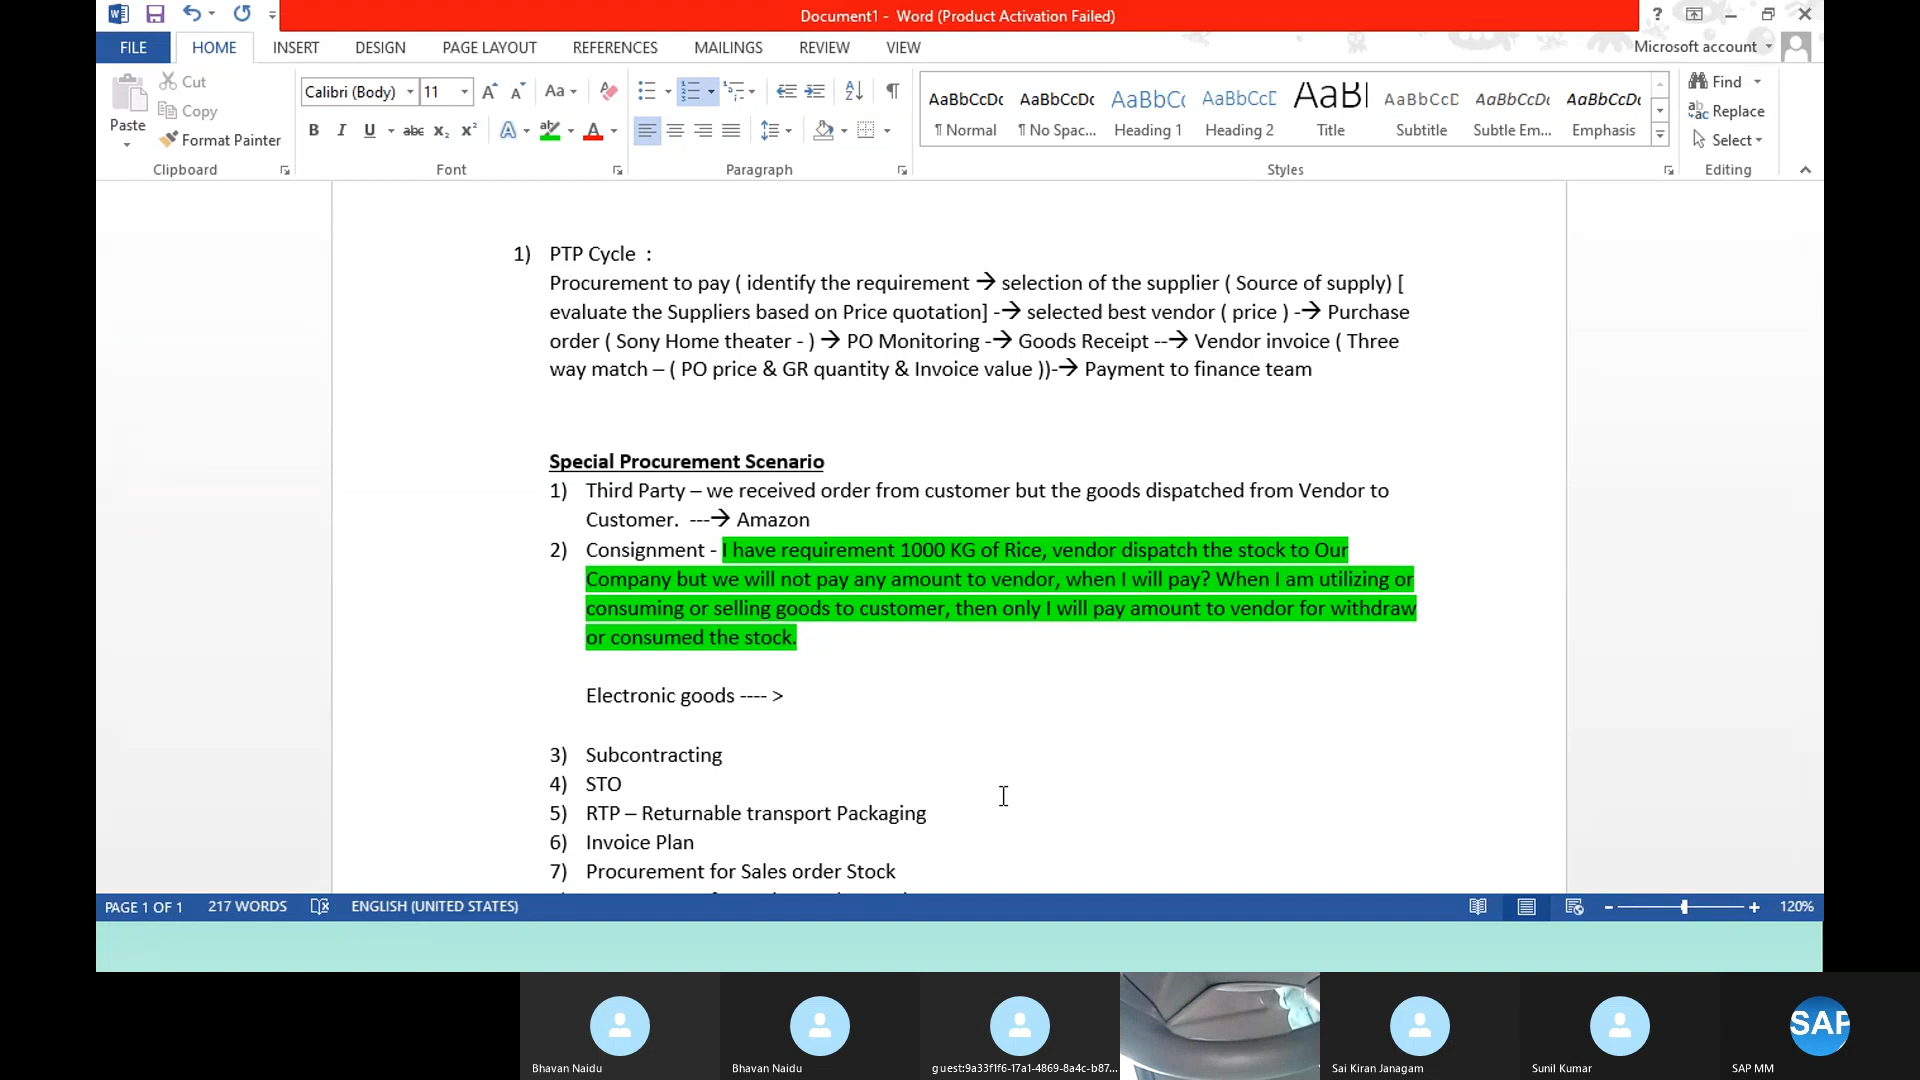 Document1 - Word (Product Activation Failed)
?
FILE HOME INSERT DESIGN PAGE LAYOUT REFERENCES MAILINGS REVIEW VIEW Microsoft account
Paste
Cut
Copy
Format Painter
Clipboard
Calibri (Body) 11
Font
Paragraph
AaBbCcDc AaBbCcDc AaBbC( AaBbCcD AaBl AaBbCcD AaBbCcDc AaBbCcDc
¶ Normal ¶ No Spac... Heading 1 Heading 2 Title Subtitle Subtle Em... Emphasis
Styles
Find
Replace
Select
Editing
1) PTP Cycle :
Procurement to pay ( identify the requirement → selection of the supplier ( Source of supply) [
evaluate the Suppliers based on Price quotation] -→ selected best vendor ( price ) -→ Purchase
order ( Sony Home theater - ) → PO Monitoring -→ Goods Receipt --→ Vendor invoice ( Three
way match – ( PO price & GR quantity & Invoice value ))-→ Payment to finance team
Special Procurement Scenario
1) Third Party – we received order from customer but the goods dispatched from Vendor to
Customer. ---→ Amazon
2) Consignment - I have requirement 1000 KG of Rice, vendor dispatch the stock to Our
Company but we will not pay any amount to vendor, when I will pay? When I am utilizing or
consuming or selling goods to customer, then only I will pay amount to vendor for withdraw
or consumed the stock.
Electronic goods ---- >
3) Subcontracting
4) STO
5) RTP – Returnable transport Packaging
6) Invoice Plan
7) Procurement for Sales order Stock
PAGE 1 OF 1 217 WORDS ENGLISH (UNITED STATES) 120%
SAP
Bhavan Naidu Bhavan Naidu guest:9a33f1f6-17a1-4869-8a4c-b87... Sai Kiran Janagam Sunil Kumar SAP MM